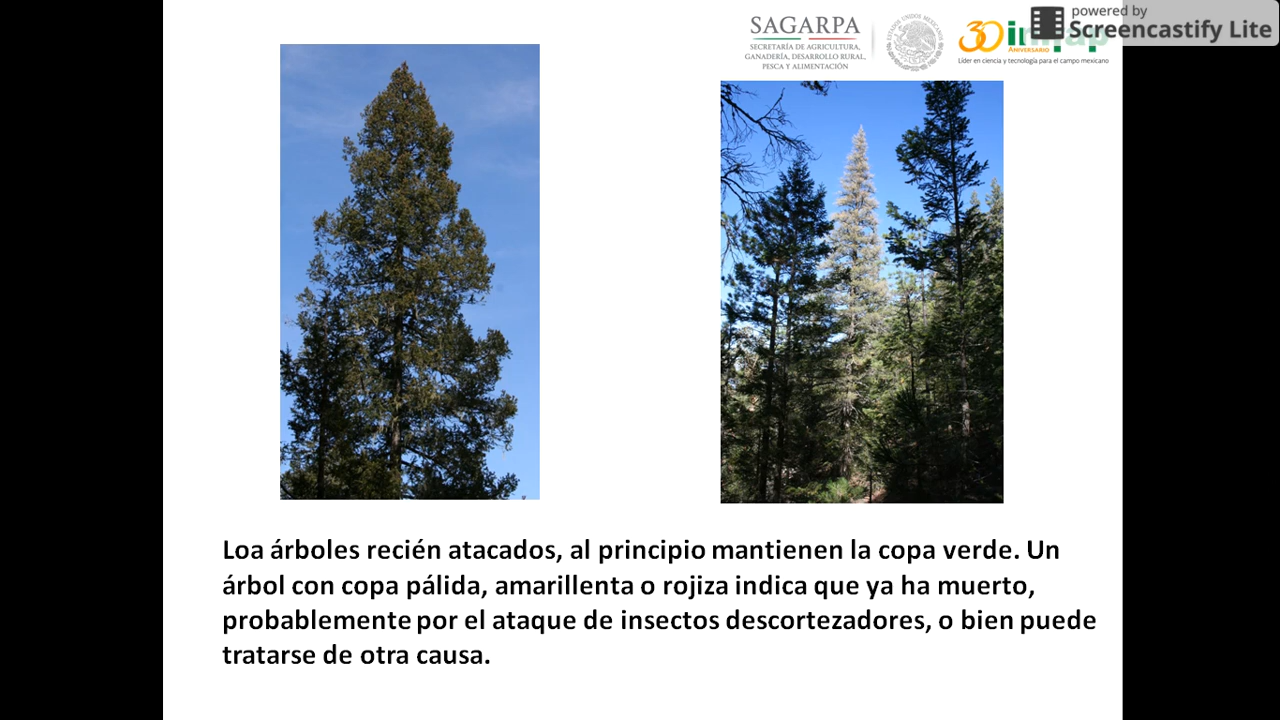 powered by
Screencastify Lite
SAGARPA
SECRETARÍA DE AGRICULTURA,
GANADERÍA, DESARROLLO RURAL,
PESCA Y ALIMENTACIÓN
ESTADOS UNIDOS MEXICANOS
30
ANIVERSARIO
Líder en ciencia y tecnología para el campo mexicano
Loa árboles recién atacados, al principio mantienen la copa verde. Un
árbol con copa pálida, amarillenta o rojiza indica que ya ha muerto,
probablemente por el ataque de insectos descortezadores, o bien puede
tratarse de otra causa.